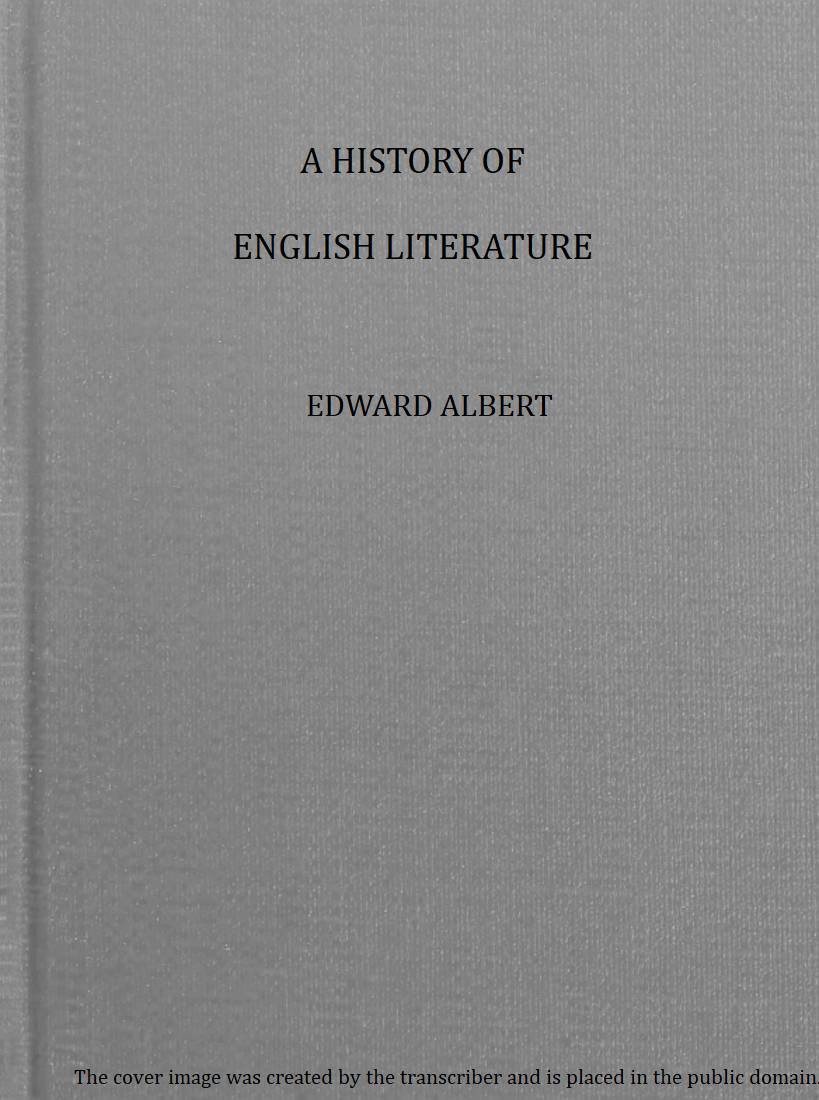 A HISTORY OF
ENGLISH LITERATURE
EDWARD ALBERT
The cover image was created by the transcriber and is placed in the public domain.